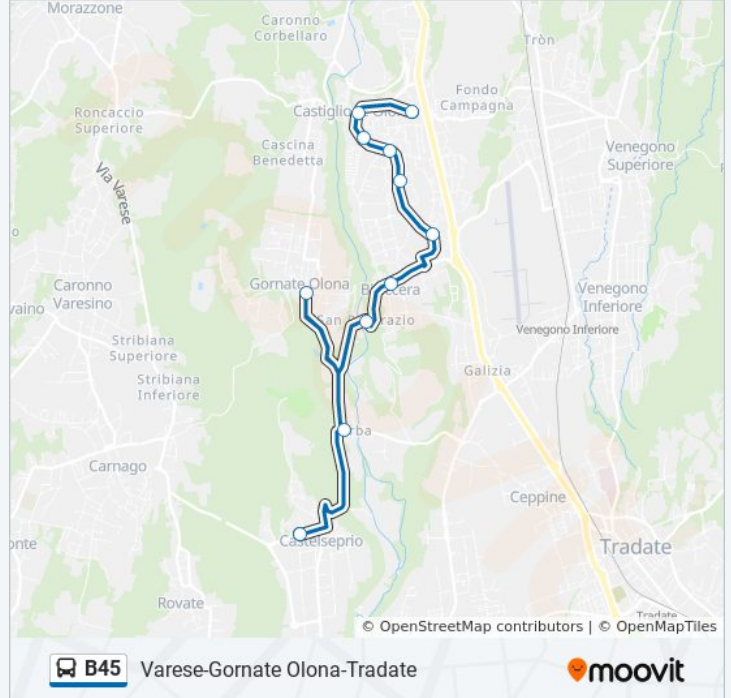 Morazzone
Caronno
Corbellaro
Tròn
Fondo
Campagna
Roncaccio
Superiore
Cascina
Benedetta
Venegono
Superiore
Via Varese
Gornate Olona
Caronno
Varesino
Venegono
Inferiore
Venegono Inferiore
Stribiana
Superiore
Stribiana
Inferiore
Galizia
Carnago
Ceppine
Castelseprio
Tradate
Rovate
Tradate
© OpenStreetMap contributors | © OpenMapTiles
B45 Varese-Gornate Olona-Tradate
moovit